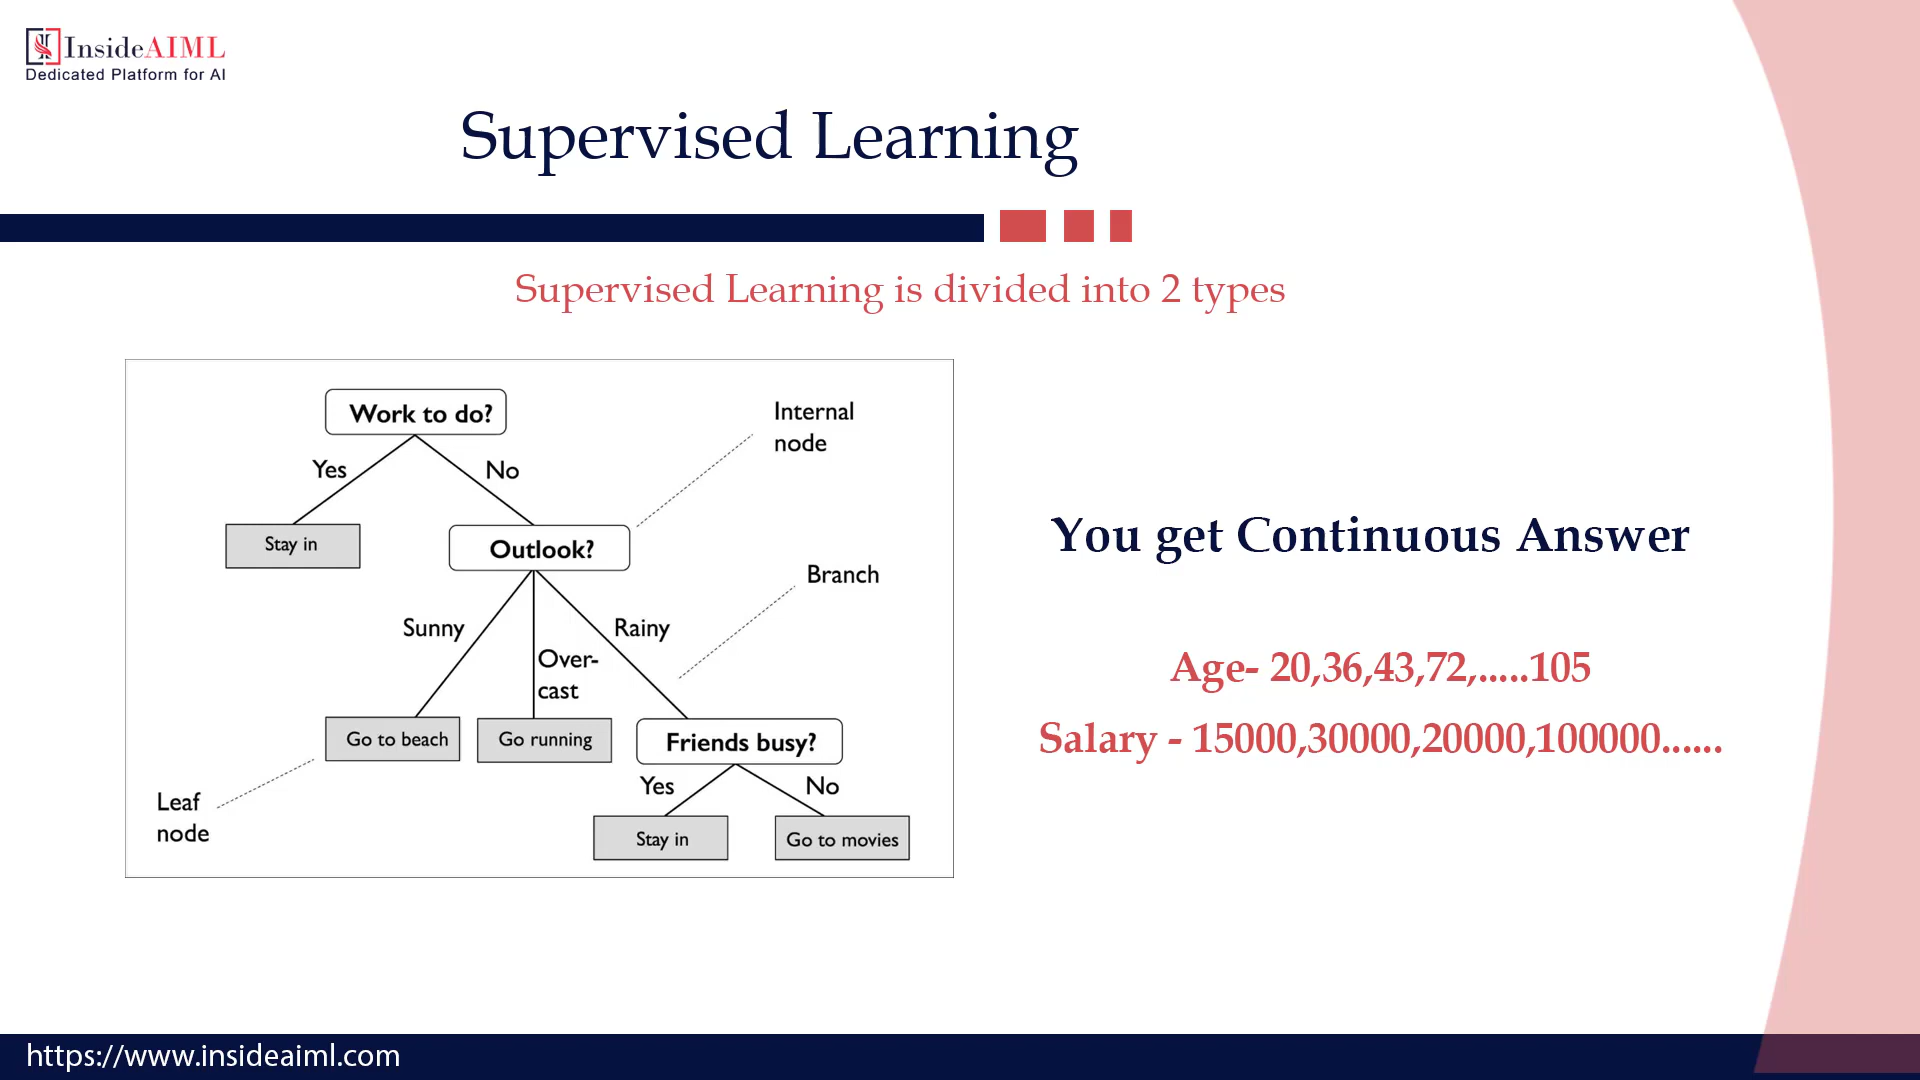 InsideAIML
Dedicated Platform for AI
Supervised Learning
Supervised Learning is divided into 2 types
Work to do?
Internal
node
Yes
No
Stay in
Outlook?
Branch
Sunny
Rainy
Over-
cast
Go to beach
Go running
Friends busy?
Yes
No
Leaf
node
Stay in
Go to movies
You get Continuous Answer
Age- 20,36,43,72,.....105
Salary - 15000,30000,20000,100000......
https://www.insideaiml.com